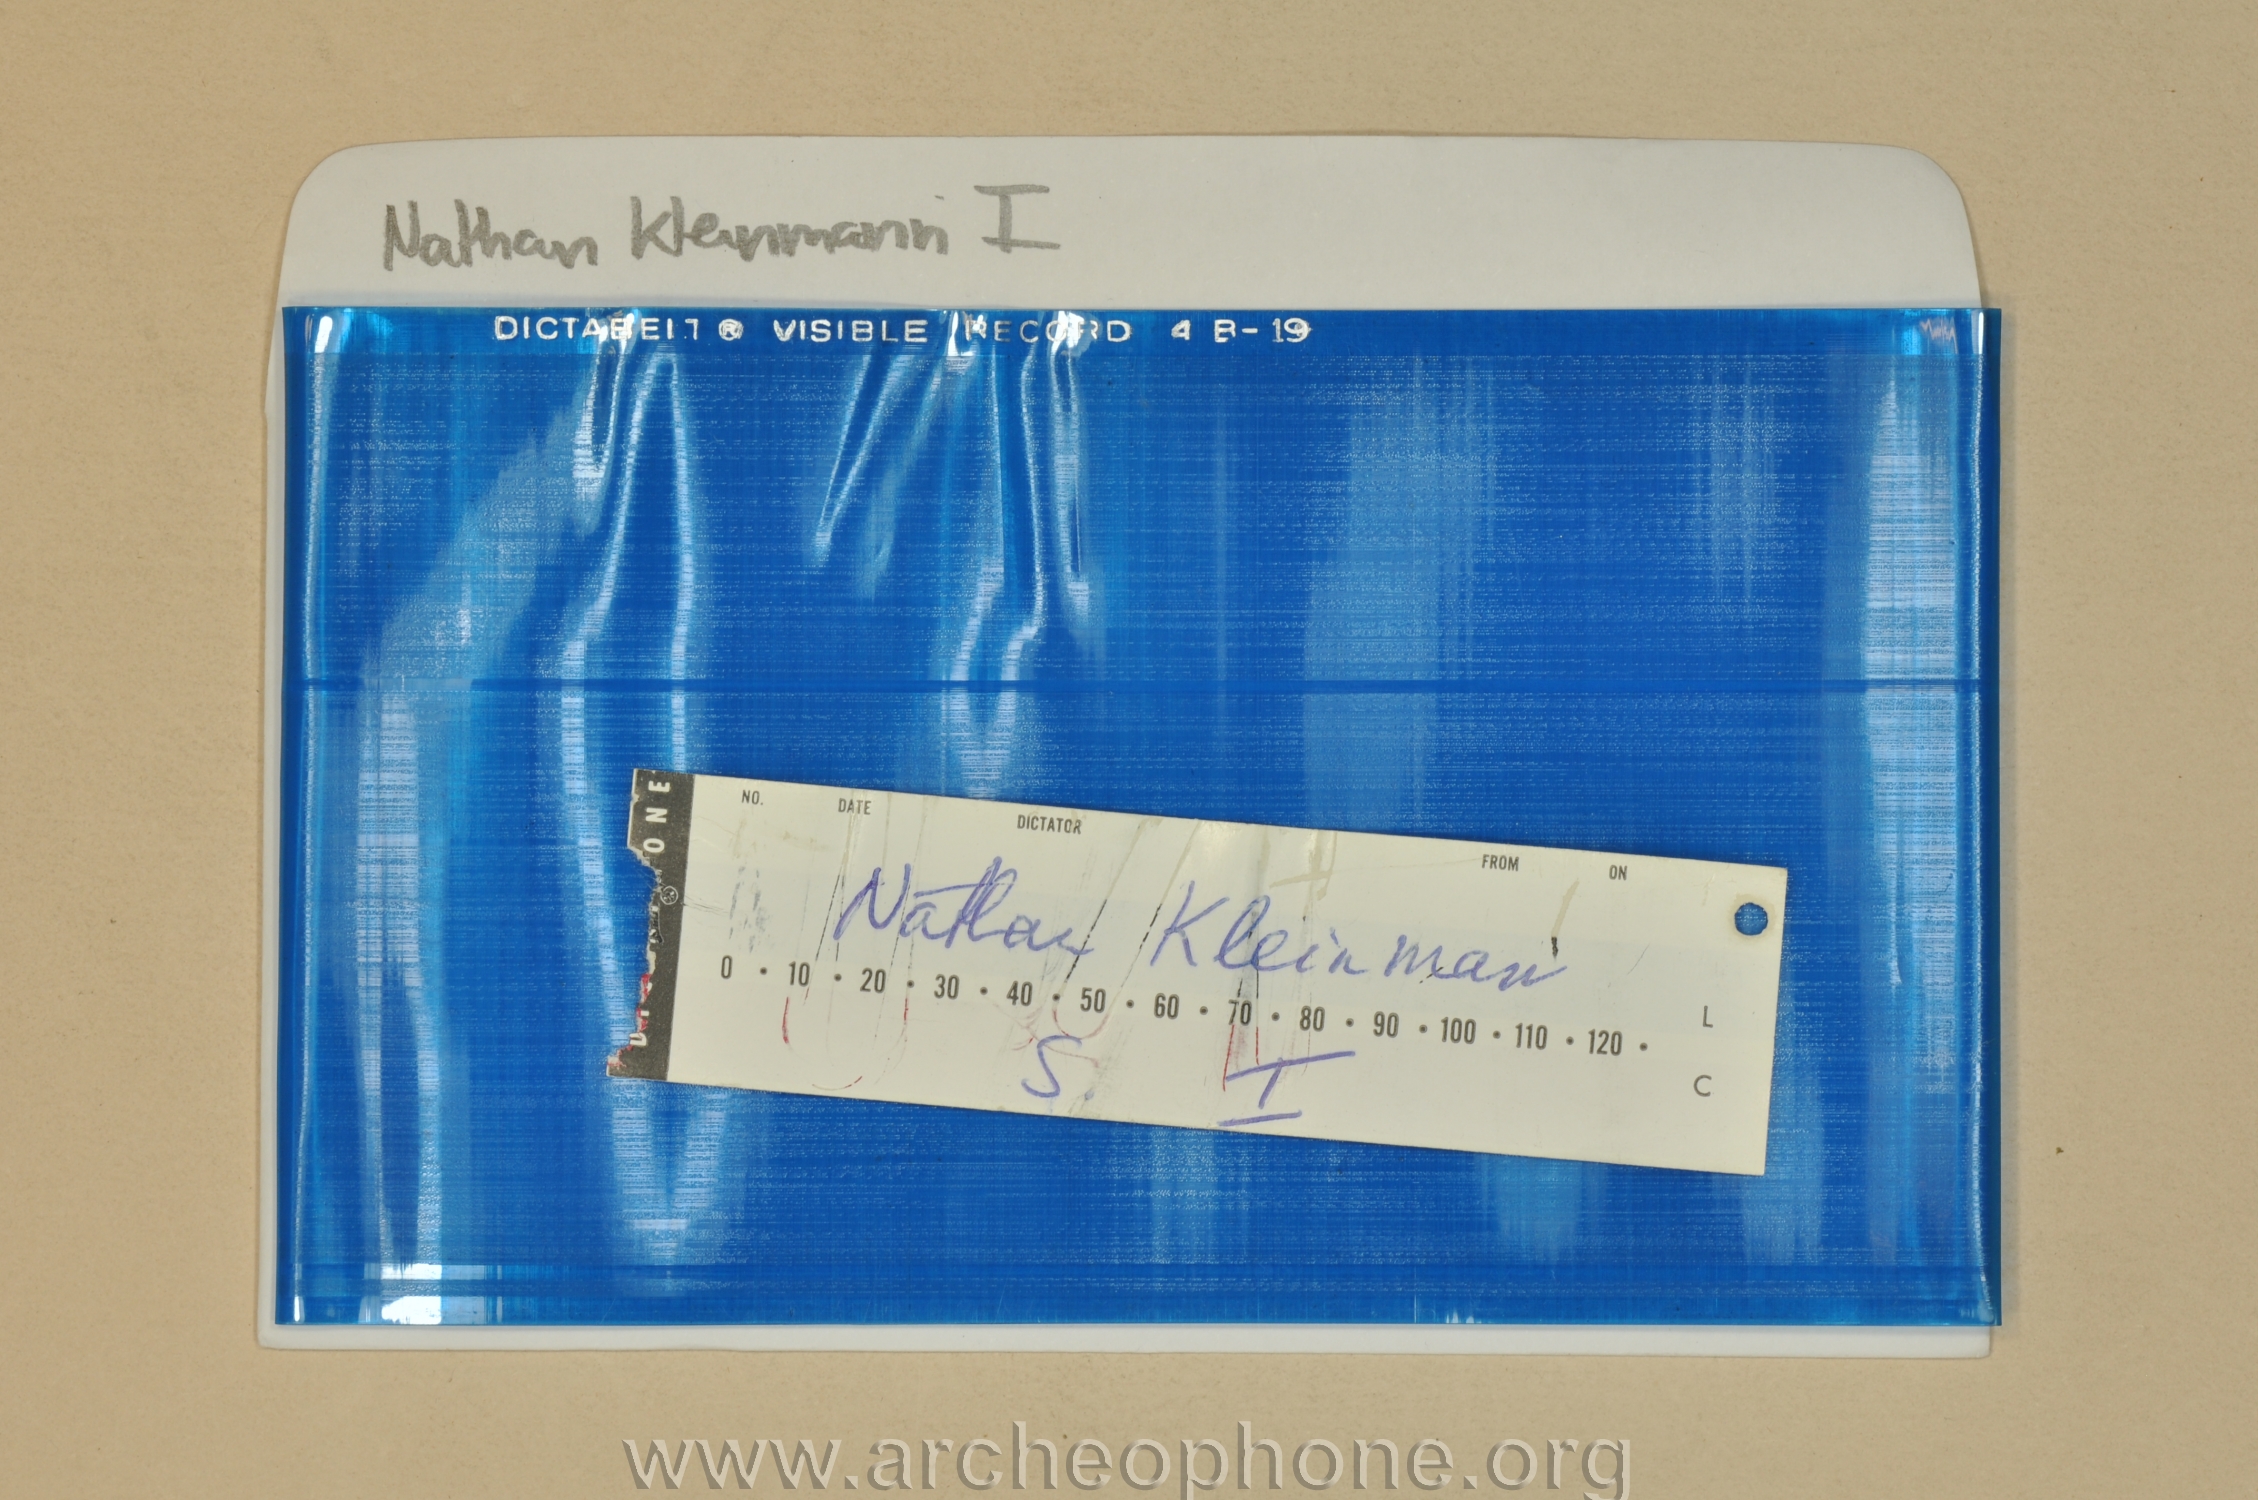 Nathan Kleinmann I
DICTABELT ® VISIBLE RECORD 4 B-19
NO. DATE DICTATOR FROM ON
Nathan Kleinman
0 • 10 • 20 • 30 • 40 • 50 • 60 • 70 • 80 • 90 • 100 • 110 • 120 •
L
S. I
C
DICTAPHONE
www.archeophone.org